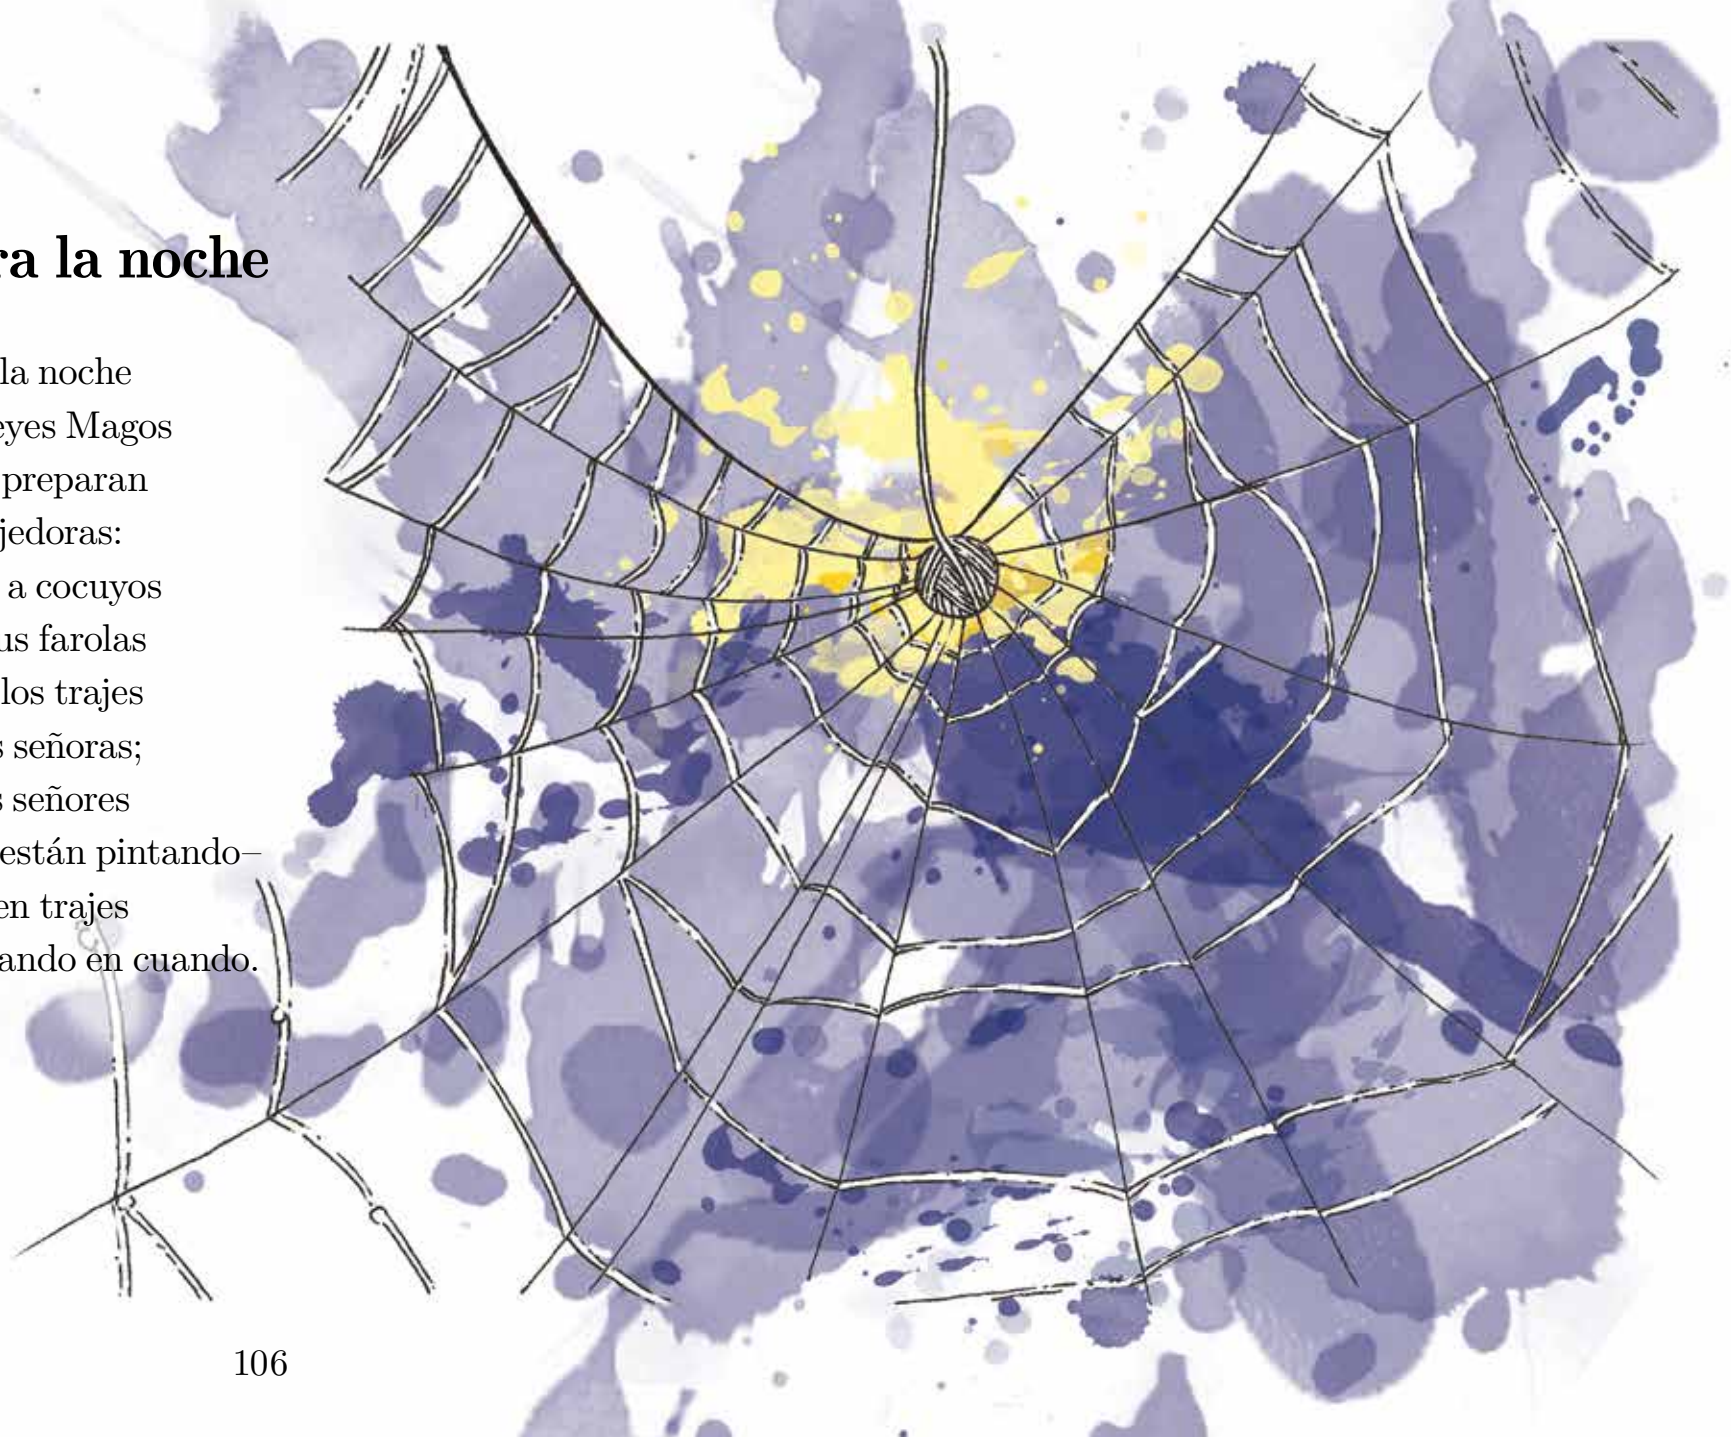 ra la noche
la noche
eyes Magos
preparan
jedoras:
a cocuyos
us farolas
los trajes
s señoras;
s señores
están pintando–
en trajes
ando en cuando.
106